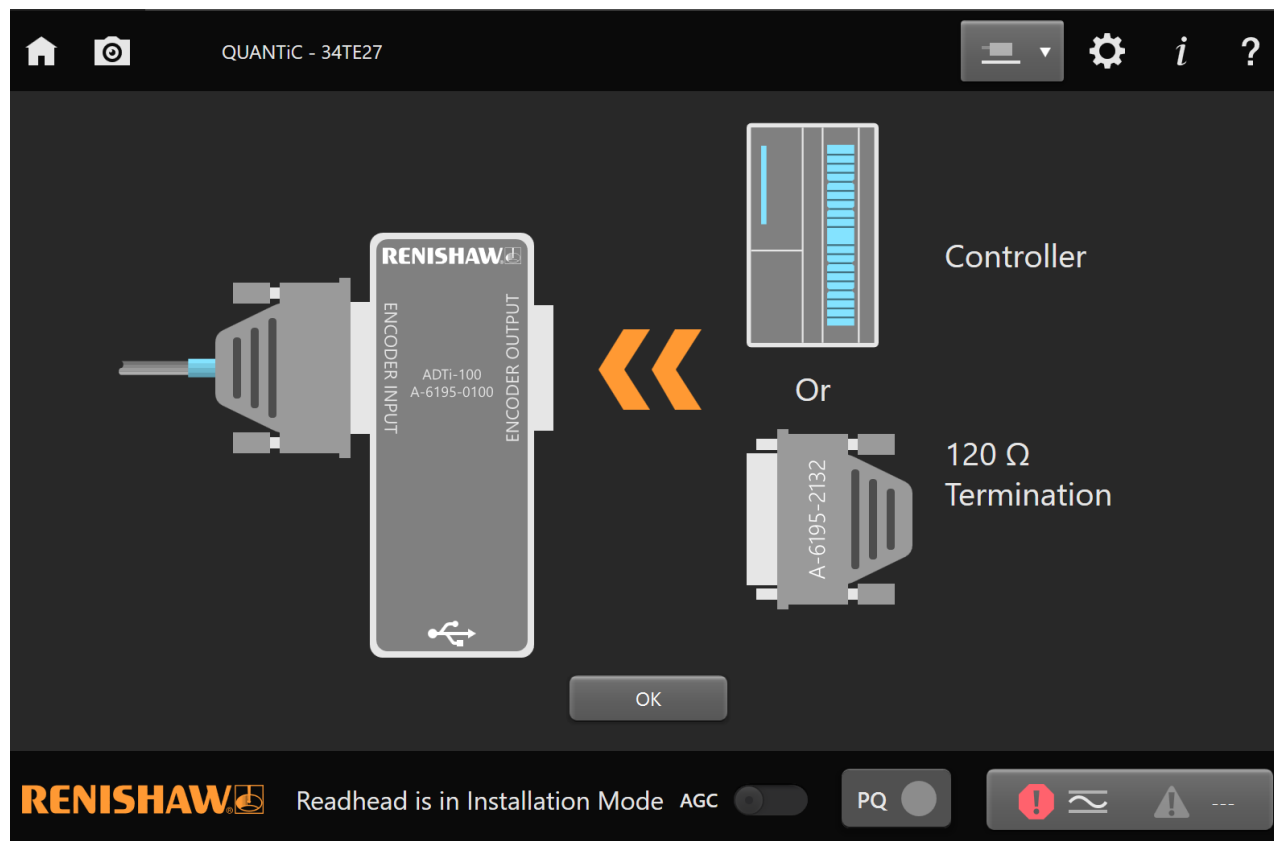 QUANTiC - 34TE27
i
?
RENISHAW
ENCODER INPUT
ADTi-100
A-6195-0100
ENCODER OUTPUT
Controller
Or
A-6195-2132
120 Ω
Termination
OK
RENISHAW
Readhead is in Installation Mode
AGC
PQ
---